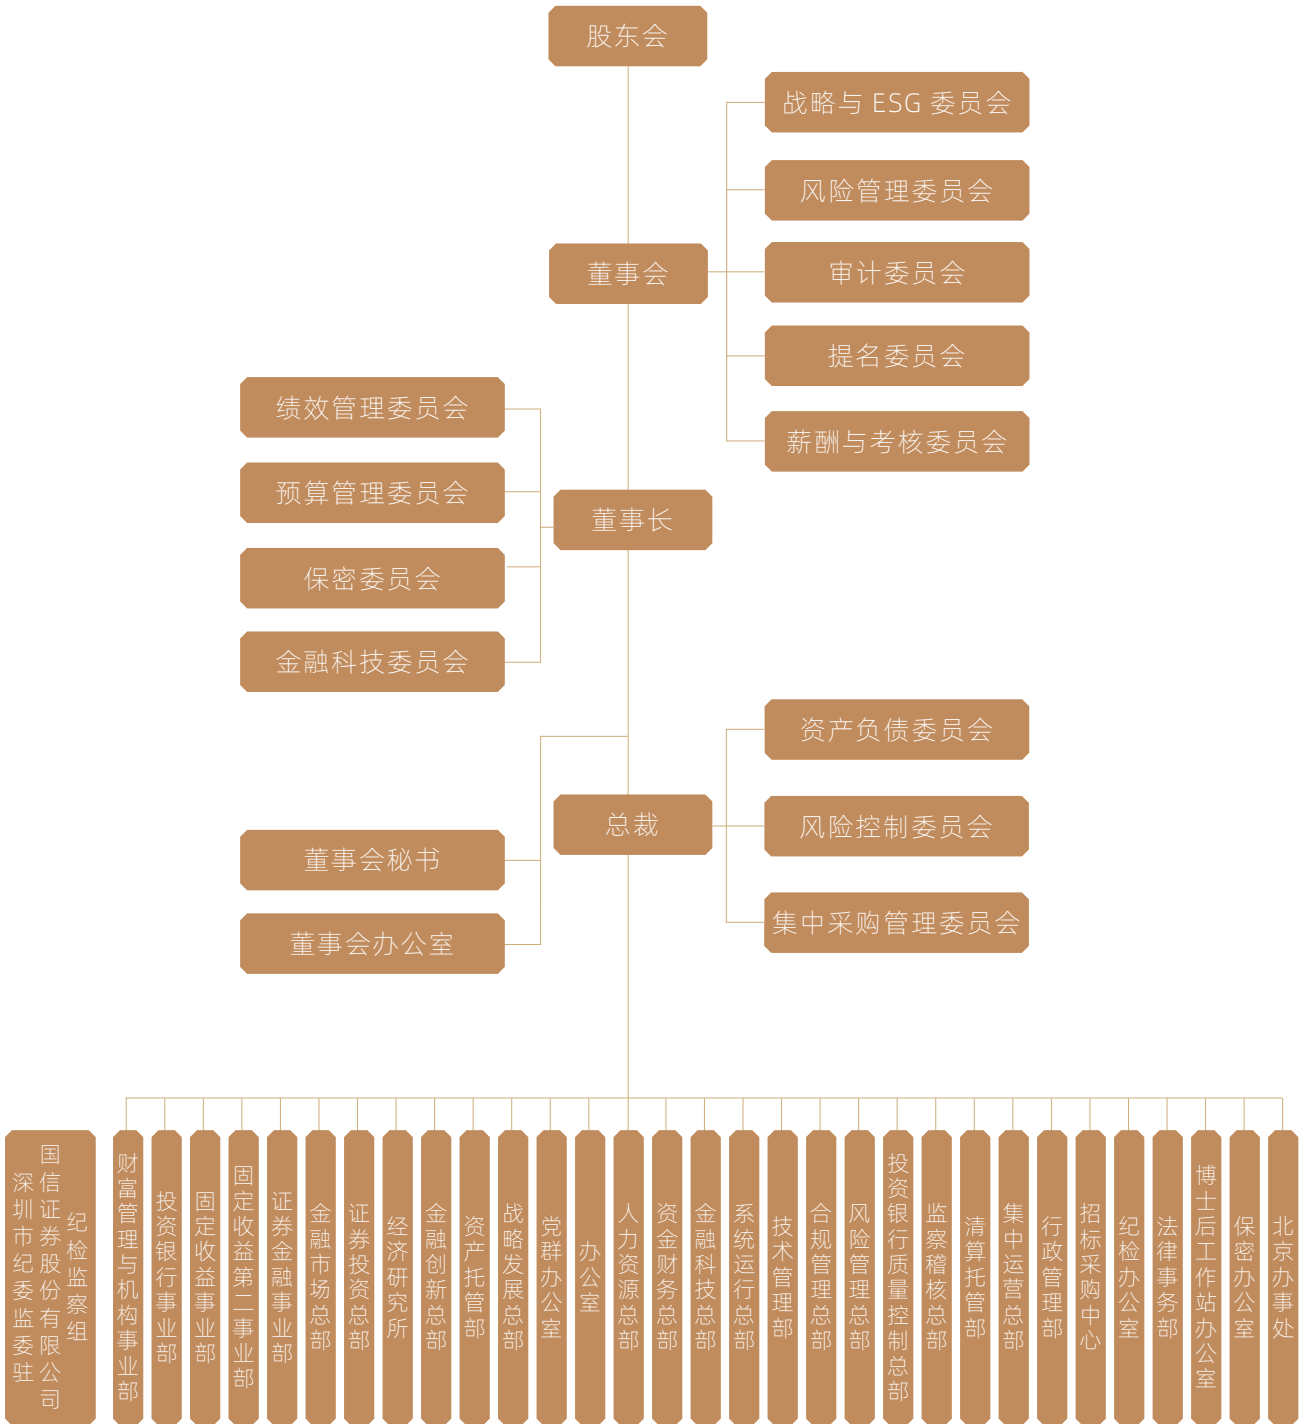 股东会
战略与 ESG 委员会
风险管理委员会
董事会
审计委员会
提名委员会
绩效管理委员会
薪酬与考核委员会
预算管理委员会
董事长
保密委员会
金融科技委员会
资产负债委员会
总裁
风险控制委员会
董事会秘书
集中采购管理委员会
董事会办公室
深圳市纪委监委驻
国信证券股份有限公司
纪检监察组
财富管理与机构事业部
投资银行事业部
固定收益事业部
固定收益第二事业部
证券金融事业部
金融市场总部
证券投资总部
经济研究所
金融创新总部
资产托管部
战略发展总部
党群办公室
办公室
人力资源总部
资金财务总部
金融科技总部
系统运行总部
技术管理部
合规管理总部
风险管理总部
投资银行质量控制总部
监察稽核总部
清算托管部
集中运营总部
行政管理部
招标采购中心
纪检办公室
法律事务部
博士后工作站办公室
保密办公室
北京办事处